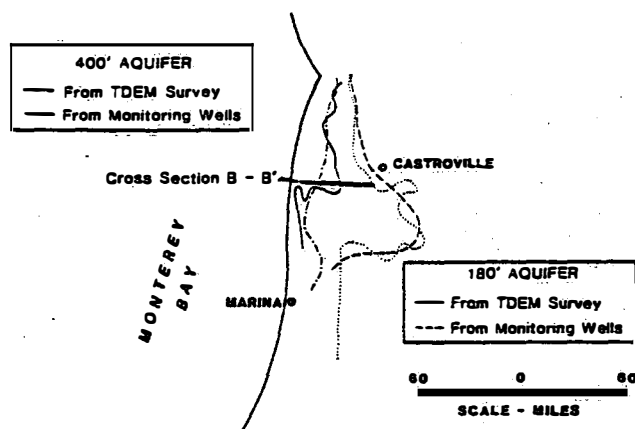 400' AQUIFER
From TDEM Survey
From Monitoring Wells
CASTROVILLE
Cross Section B - B'
MONTEREY
BAY
MARINA
180' AQUIFER
From TDEM Survey
From Monitoring Wells
60 0 60
SCALE - MILES